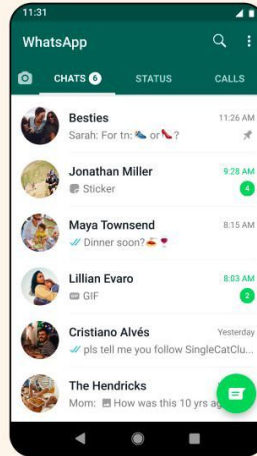 11:31
WhatsApp
CHATS 6 STATUS CALLS
Besties 11:26 AM
Sarah: For tn: 👟 or 👠?
Jonathan Miller 9:28 AM
Sticker 4
Maya Townsend 8:15 AM
Dinner soon?🍝🍷
Lillian Evaro 8:03 AM
GIF 2
Cristiano Alvés Yesterday
pls tell me you follow SingleCatClu...
The Hendricks
Mom: How was this 10 yrs